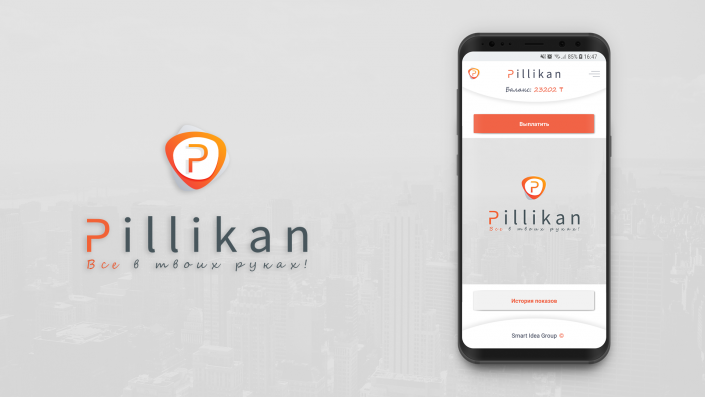 P
Pillikan
Все в твоих руках!
85% 16:47
P
Pillikan
Баланс: 23202 ₸
Выплатить
P
Pillikan
Все в твоих руках!
История показов
Smart Idea Group ©